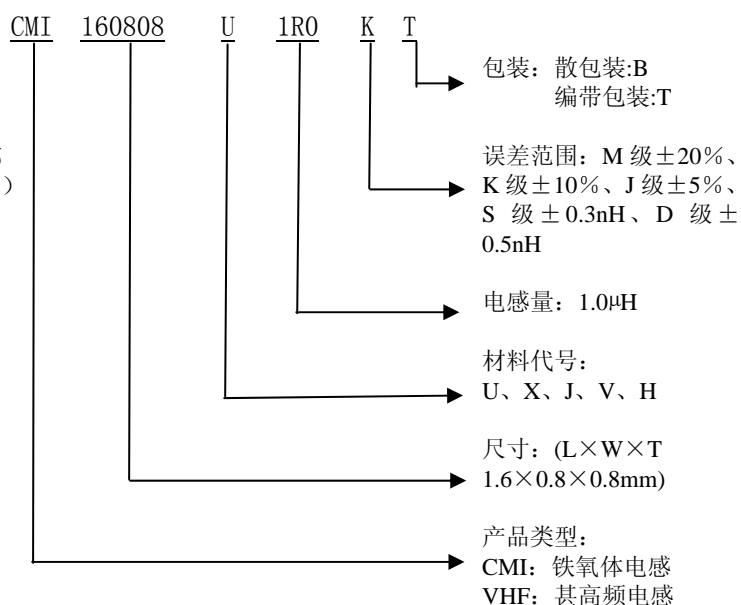 CMI 160808 U 1R0 K T
包装：散包装:B
编带包装:T
误差范围：M 级±20%、
K 级±10%、J 级±5%、
S 级±0.3nH、D 级±
0.5nH
）
电感量：1.0μH
材料代号：
U、X、J、V、H
尺寸：(L×W×T
1.6×0.8×0.8mm)
产品类型：
CMI：铁氧体电感
VHF：甚高频电感